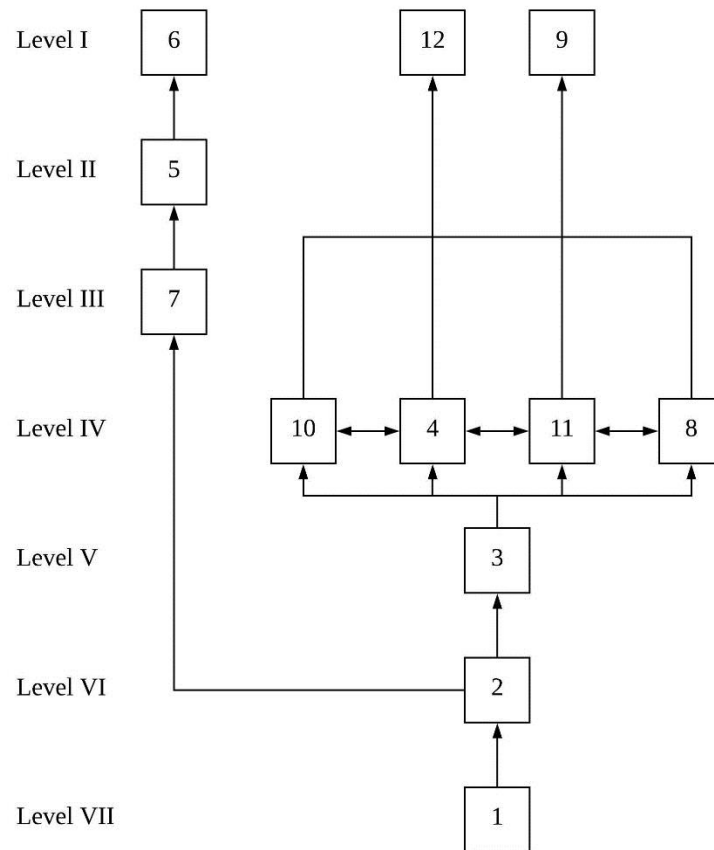 Level I 6 12 9
Level II 5
Level III 7
Level IV 10 4 11 8
Level V 3
Level VI 2
Level VII 1